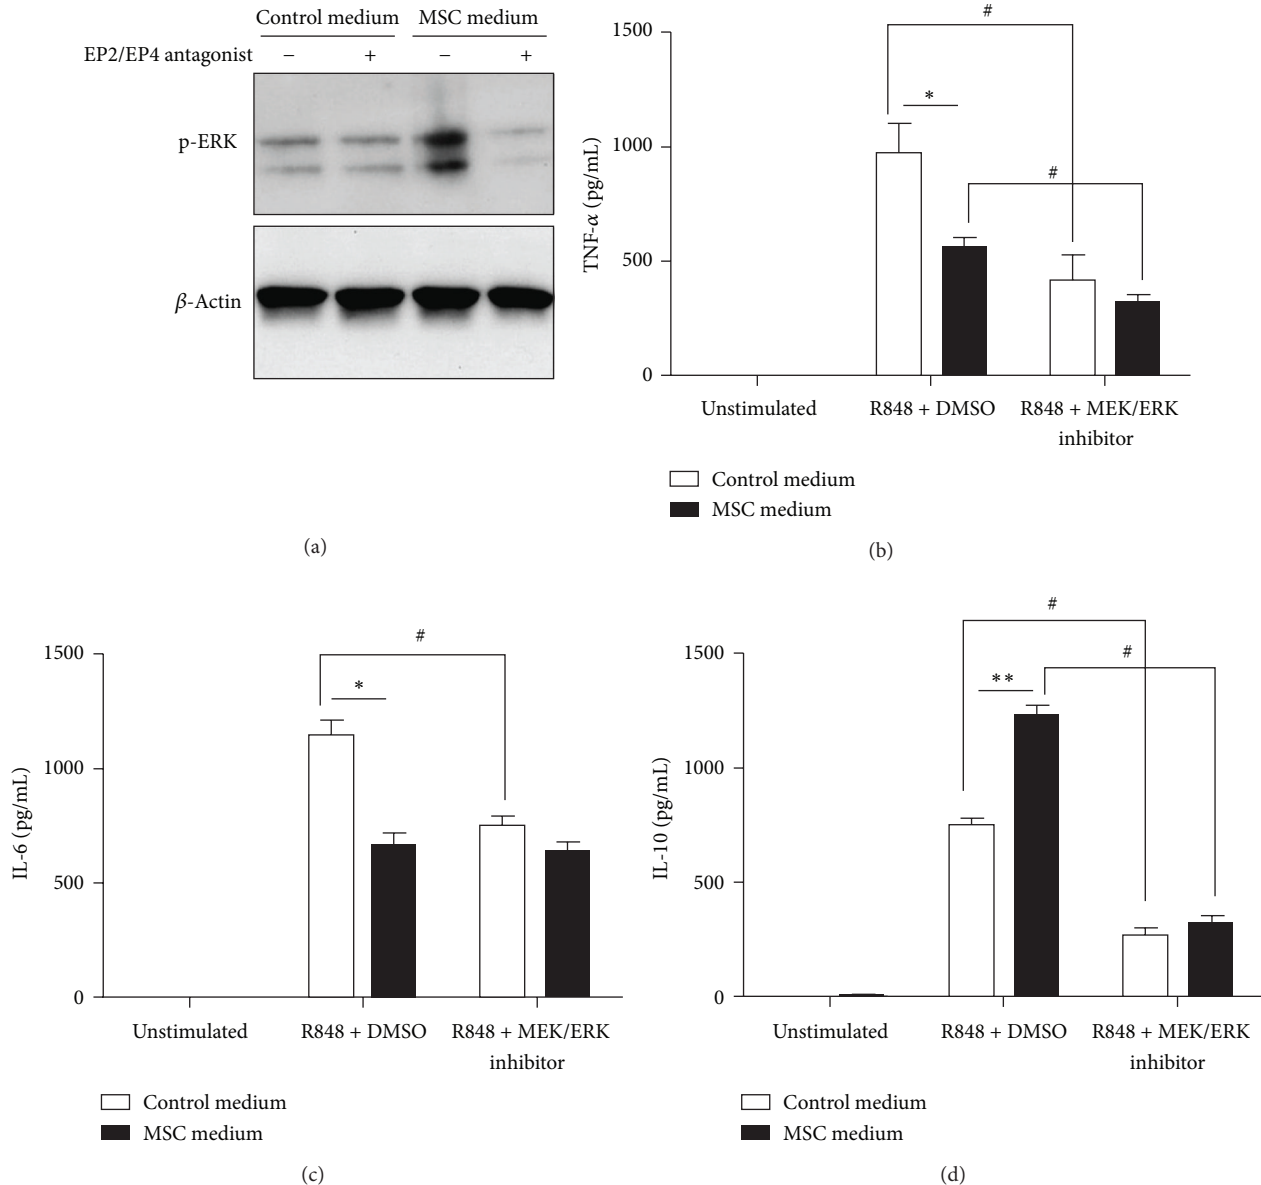 Control medium MSC medium
EP2/EP4 antagonist − + − +
p-ERK
β-Actin
(a)
#
*
#
1500
1000
500
0
TNF-α (pg/mL)
Unstimulated R848 + DMSO R848 + MEK/ERK
inhibitor
Control medium
MSC medium
(b)
#
*
1500
1000
500
0
IL-6 (pg/mL)
Unstimulated R848 + DMSO R848 + MEK/ERK
inhibitor
Control medium
MSC medium
(c)
#
#
**
1500
1000
500
0
IL-10 (pg/mL)
Unstimulated R848 + DMSO R848 + MEK/ERK
inhibitor
Control medium
MSC medium
(d)